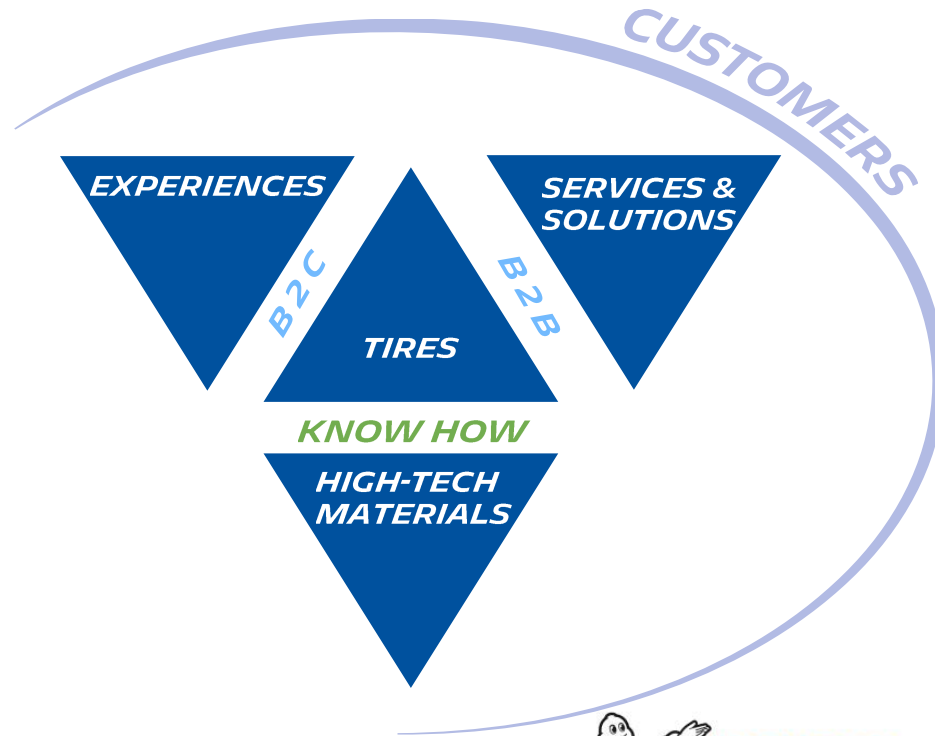 CUSTOMERS
EXPERIENCES
SERVICES &
SOLUTIONS
B2C
B2B
TIRES
KNOW HOW
HIGH-TECH
MATERIALS